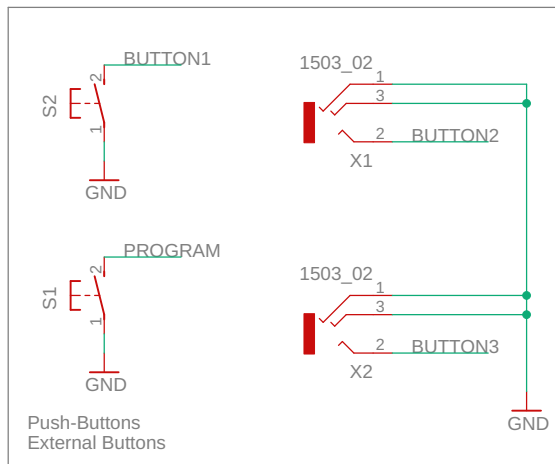 BUTTON1
2
S2
1
GND
1503_02
1
3
2
BUTTON2
X1
PROGRAM
2
S1
1
GND
1503_02
1
3
2
BUTTON3
X2
GND
Push-Buttons
External Buttons